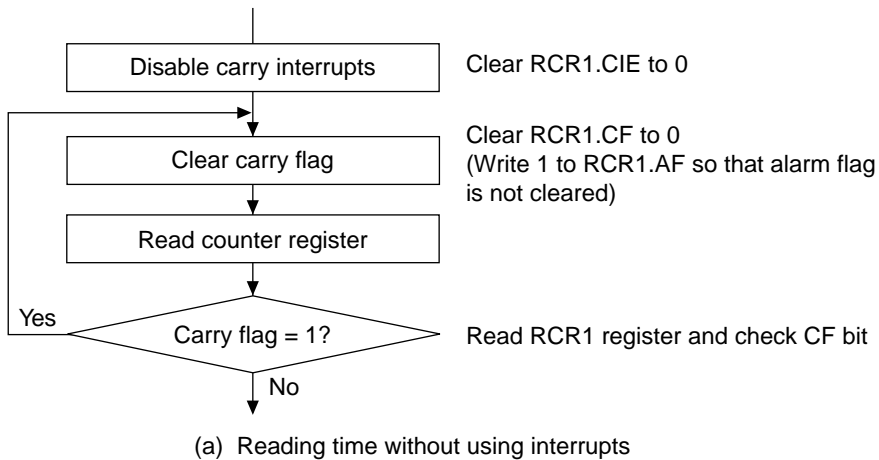 Disable carry interrupts
Clear RCR1.CIE to 0
Clear carry flag
Clear RCR1.CF to 0
(Write 1 to RCR1.AF so that alarm flag
is not cleared)
Read counter register
Yes
Carry flag = 1?
Read RCR1 register and check CF bit
No
(a) Reading time without using interrupts